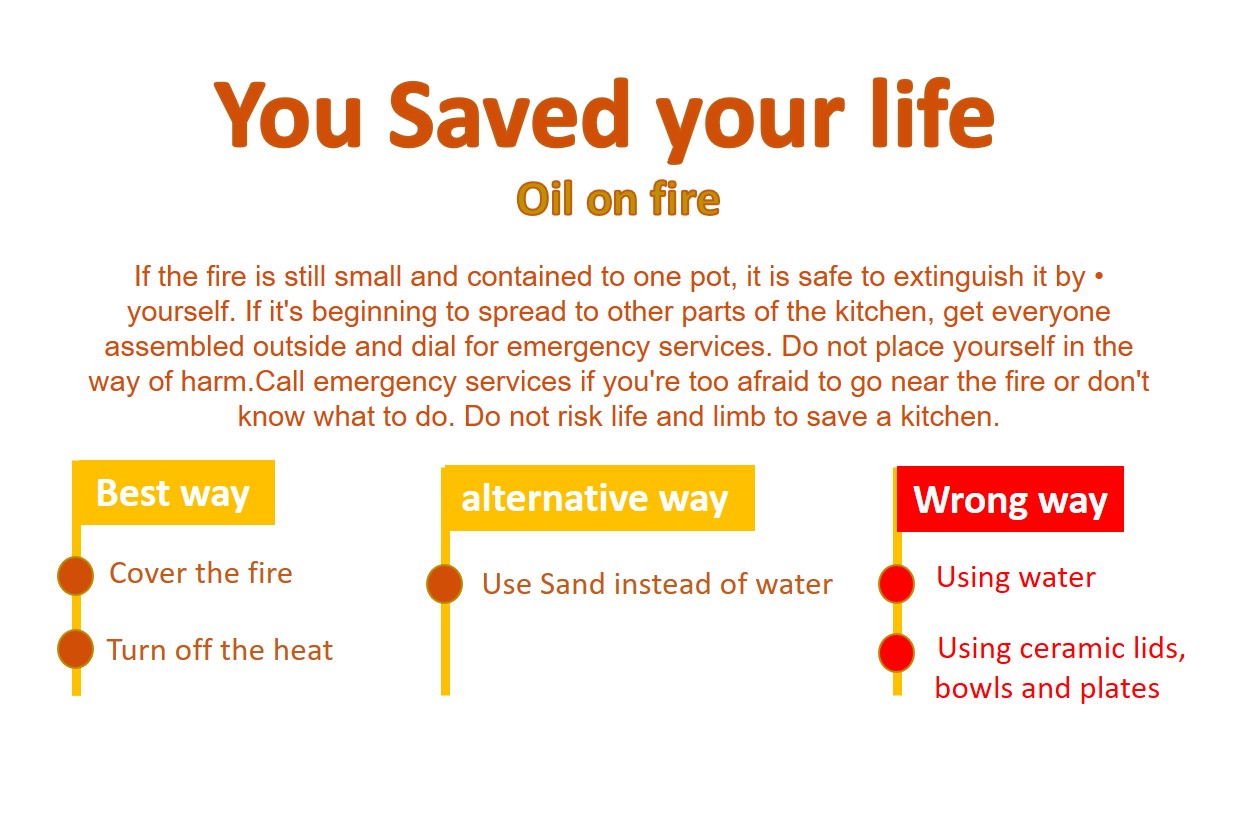 You Saved your life
Oil on fire
If the fire is still small and contained to one pot, it is safe to extinguish it by •
yourself. If it's beginning to spread to other parts of the kitchen, get everyone
assembled outside and dial for emergency services. Do not place yourself in the
way of harm.Call emergency services if you're too afraid to go near the fire or don't
know what to do. Do not risk life and limb to save a kitchen.
Best way
Cover the fire
Turn off the heat
alternative way
Use Sand instead of water
Wrong way
Using water
Using ceramic lids,
bowls and plates